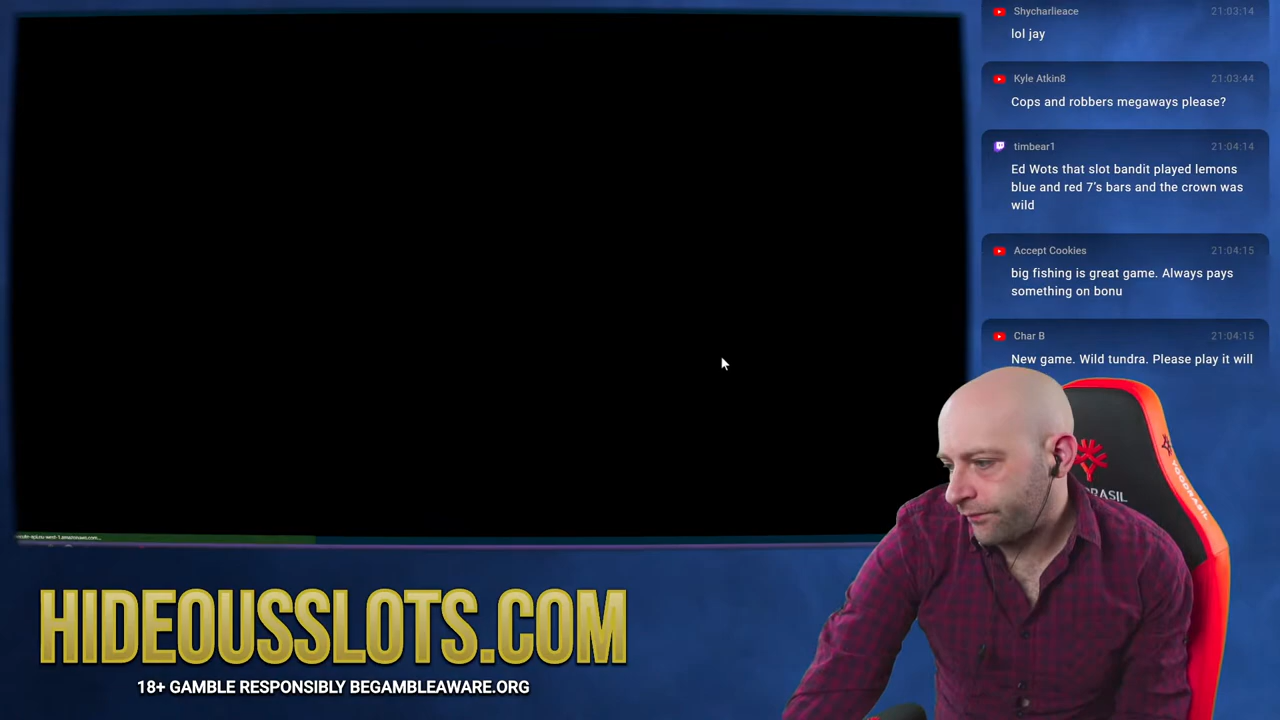 Shycharlieace 21:03:14
lol jay
Kyle Atkin8 21:03:44
Cops and robbers megaways please?
timbear1 21:04:14
Ed Wots that slot bandit played lemons
blue and red 7's bars and the crown was
wild
Accept Cookies 21:04:15
big fishing is great game. Always pays
something on bonu
Char B 21:04:15
New game. Wild tundra. Please play it will
YGGDRASIL
HIDEOUSSLOTS.COM
18+ GAMBLE RESPONSIBLY BEGAMBLEAWARE.ORG